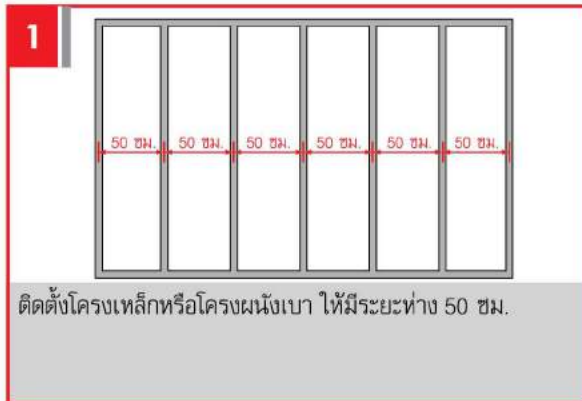 1
50 ซม. 50 ซม. 50 ซม. 50 ซม. 50 ซม. 50 ซม.
ติดตั้งโครงเหล็กหรือโครงผนังเบา ให้มีระยะห่าง 50 ซม.